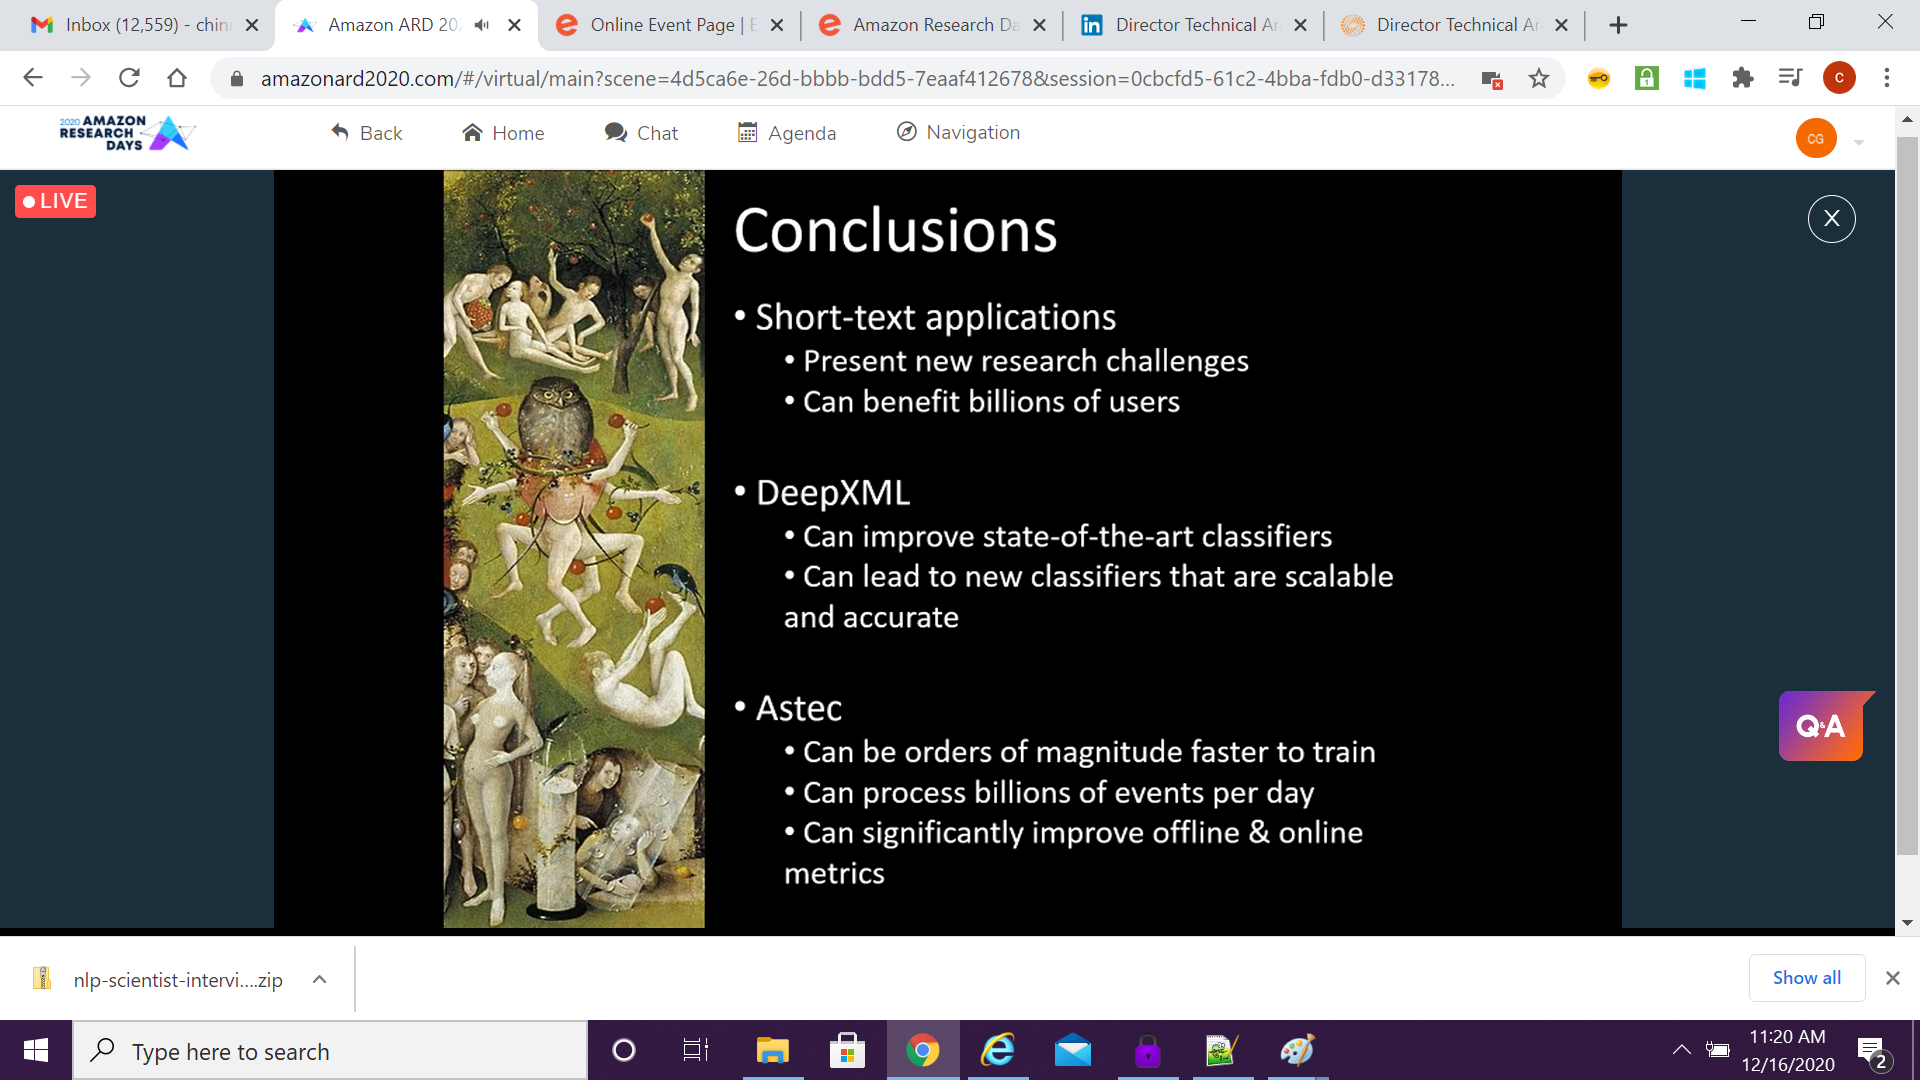 Inbox (12,559) - chin
Amazon ARD 20
Online Event Page | E
Amazon Research Da
Director Technical Ar
Director Technical Ar
amazonard2020.com/#/virtual/main?scene=4d5ca6e-26d-bbbb-bdd5-7eaaf412678&session=0cbcfd5-61c2-4bba-fdb0-d33178...
c
2020 AMAZON
RESEARCH
DAYS
Back
Home
Chat
Agenda
Navigation
CG
LIVE
X
Conclusions
• Short-text applications
• Present new research challenges
• Can benefit billions of users
• DeepXML
• Can improve state-of-the-art classifiers
• Can lead to new classifiers that are scalable
and accurate
• Astec
• Can be orders of magnitude faster to train
• Can process billions of events per day
• Can significantly improve offline & online
metrics
Q&A
nlp-scientist-intervi....zip
Show all
Type here to search
11:20 AM
12/16/2020
2